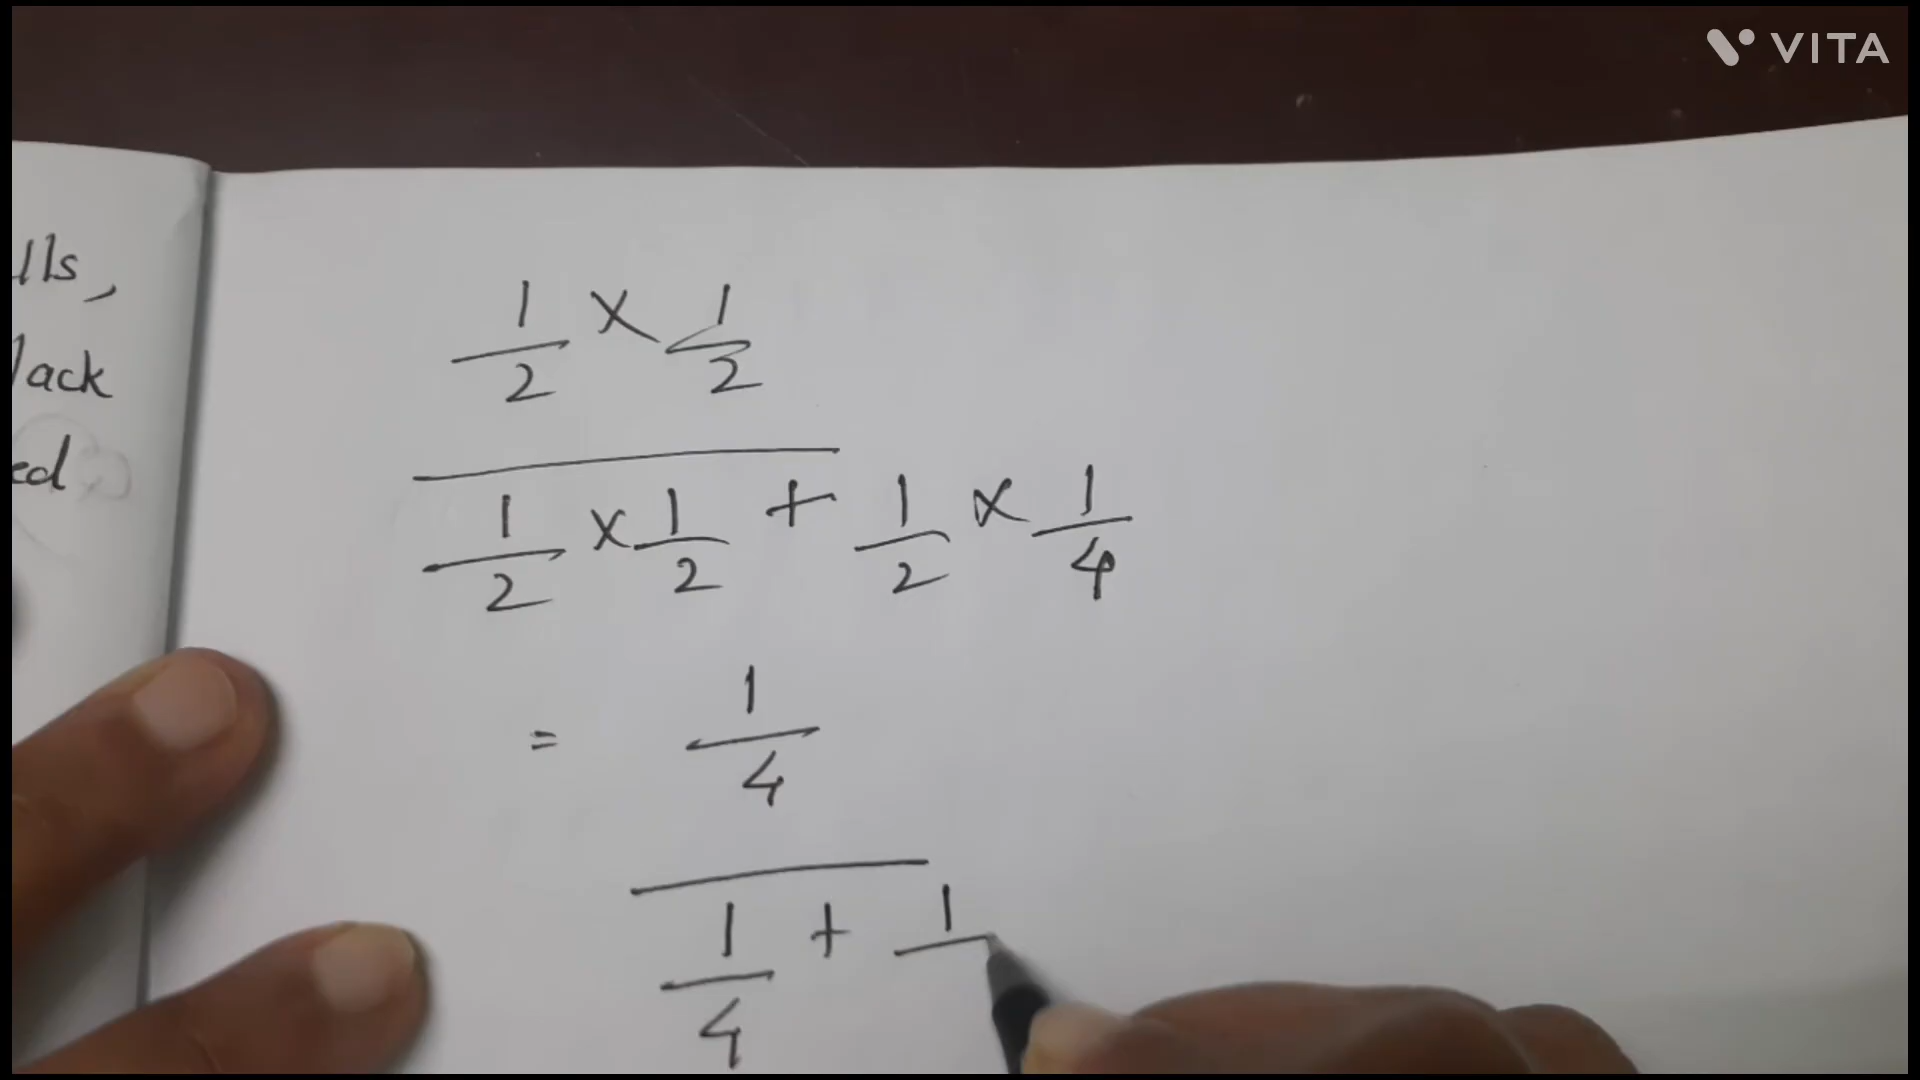 VITA
lls,
lack
ed
1/2 × 1/2
1/2 × 1/2 + 1/2 × 1/4
= 1/4
1/4 + 1